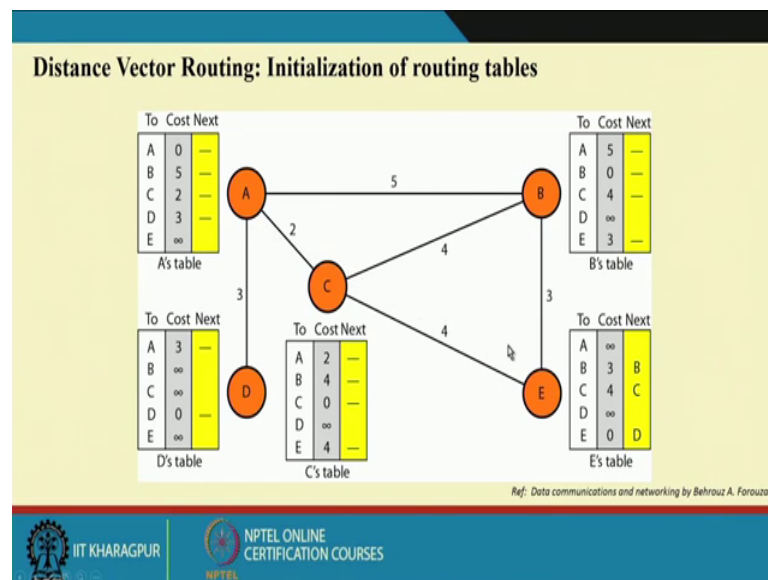 Distance Vector Routing: Initialization of routing tables
To Cost Next
A 0 —
B 5 —
C 2 —
D 3 —
E ∞
A's table
To Cost Next
A 5 —
B 0 —
C 4 —
D ∞
E 3 —
B's table
A
5
B
2
4
C
3
3
4
D
E
To Cost Next
A 3 —
B ∞
C ∞
D 0 —
E ∞
D's table
To Cost Next
A 2 —
B 4 —
C 0 —
D ∞
E 4 —
C's table
To Cost Next
A ∞
B 3 B
C 4 C
D ∞
E 0 D
E's table
Ref: Data communications and networking by Behrouz A. Forouza
IIT KHARAGPUR
NPTEL ONLINE
CERTIFICATION COURSES
NPTEL